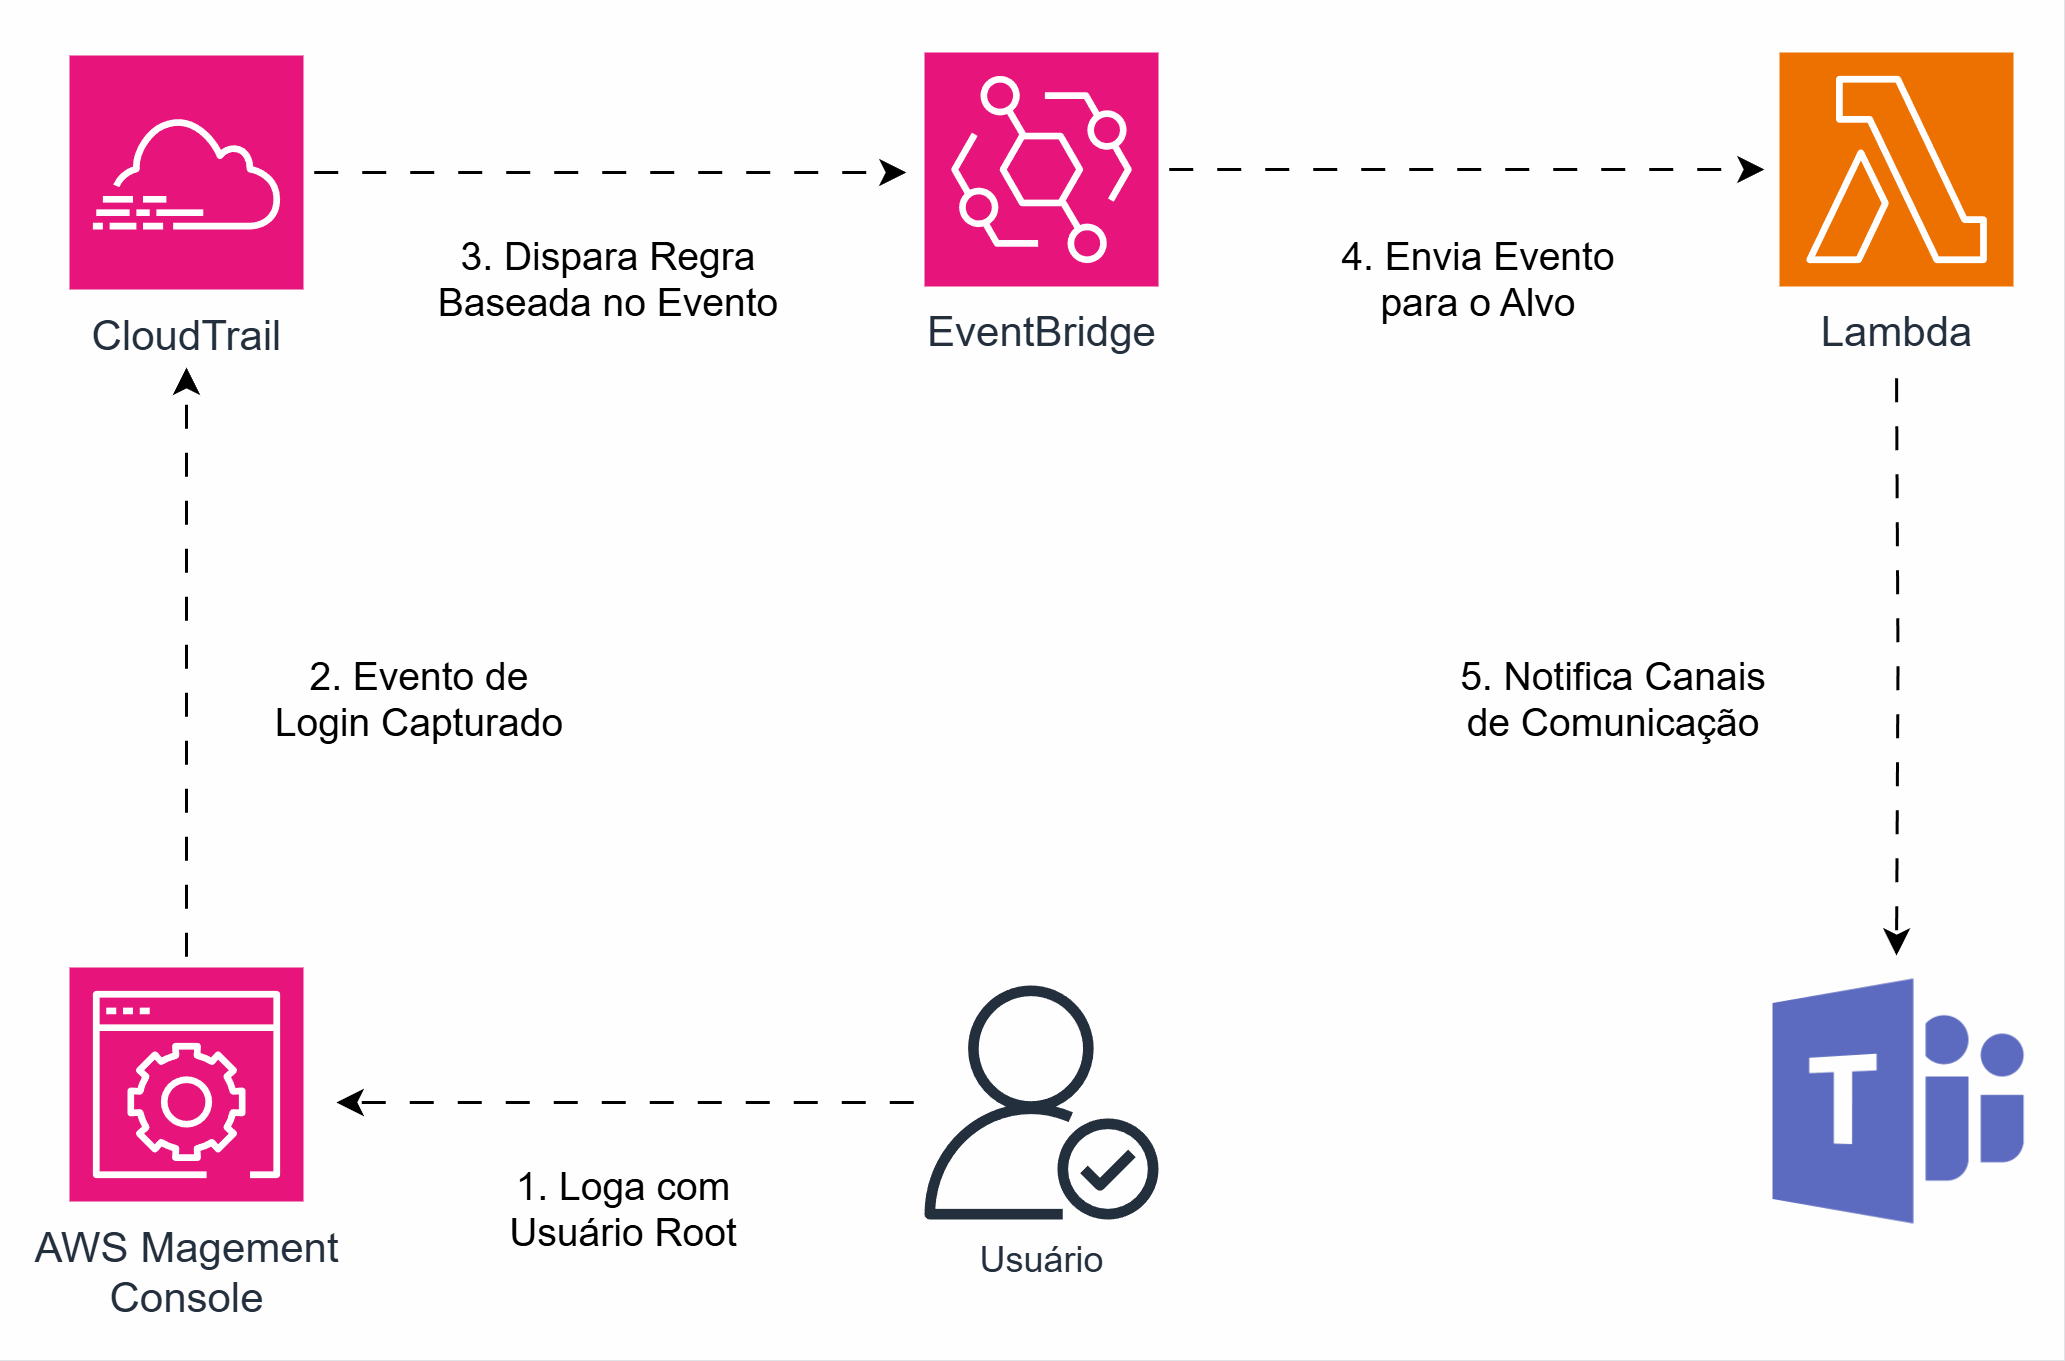 3. Dispara Regra
Baseada no Evento
4. Envia Evento
para o Alvo
CloudTrail
EventBridge
Lambda
2. Evento de
Login Capturado
5. Notifica Canais
de Comunicação
T
1. Loga com
Usuário Root
AWS Magement
Console
Usuário